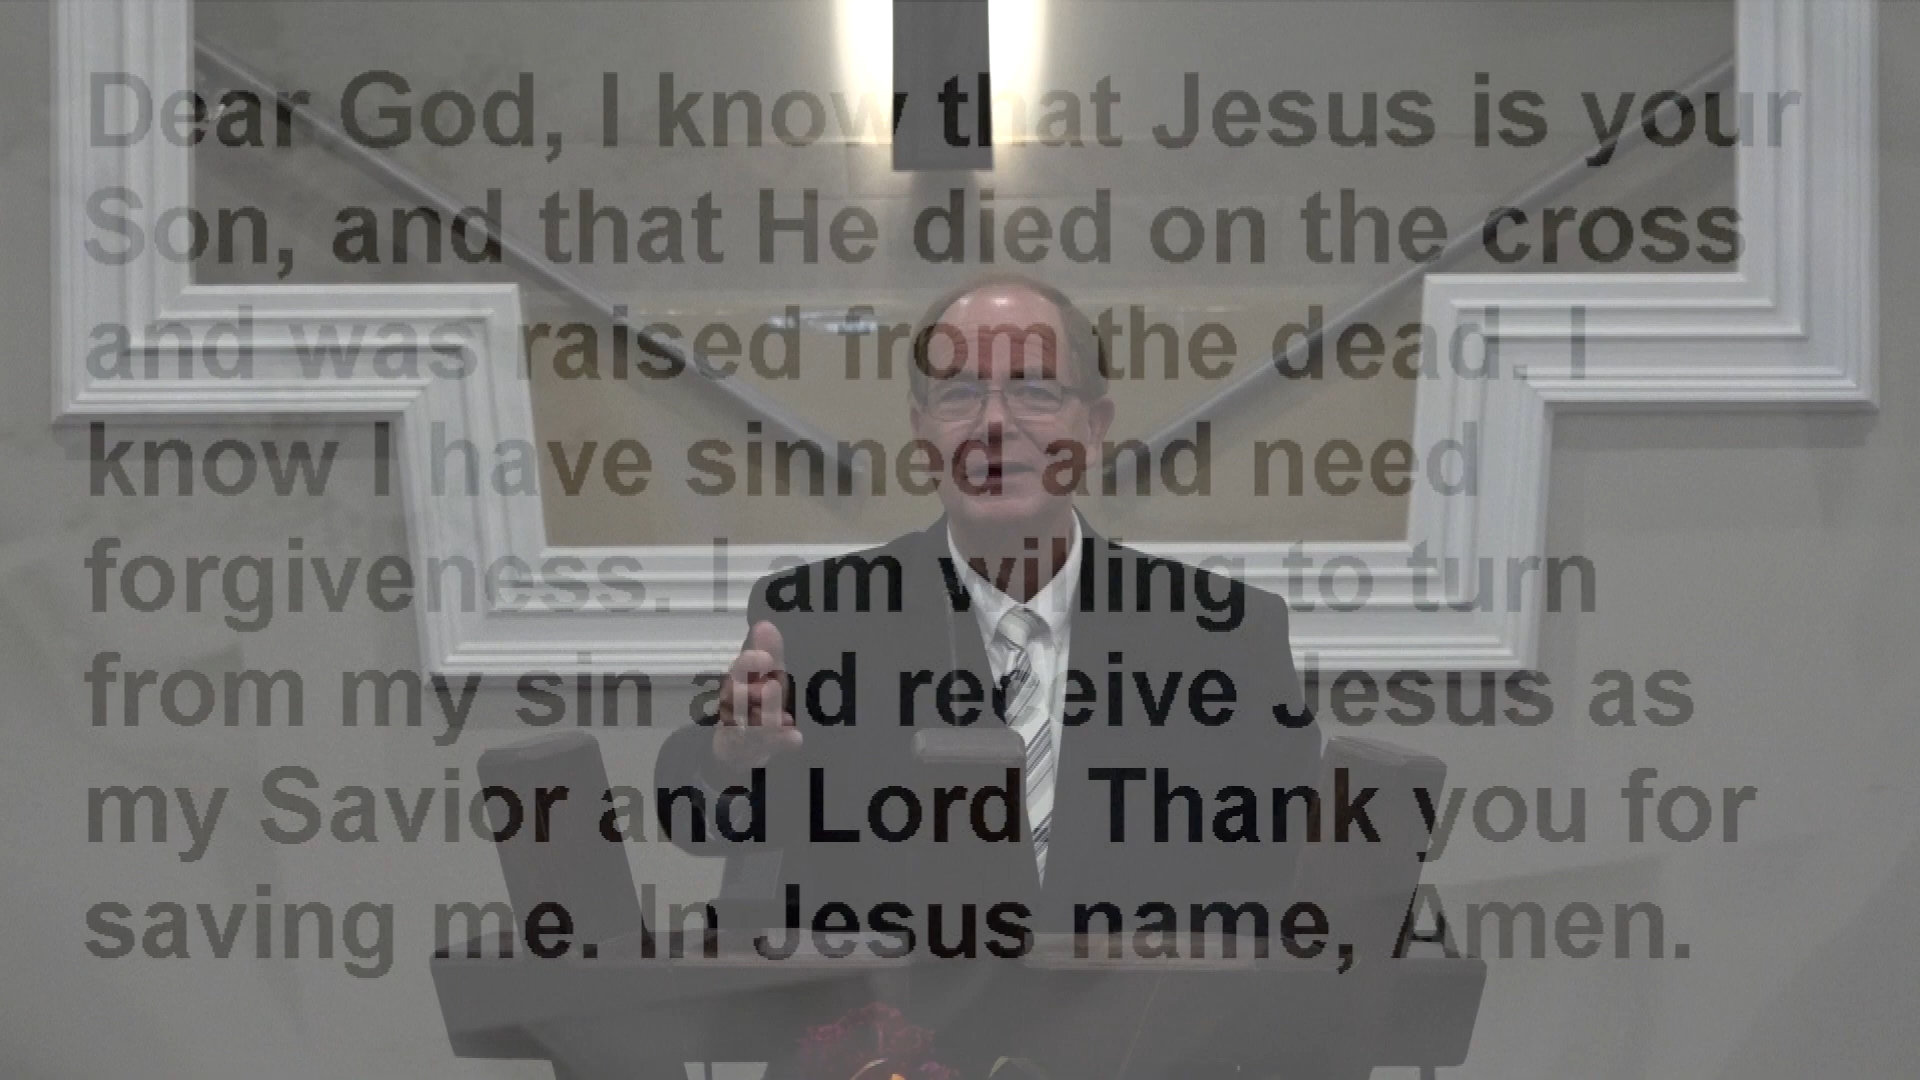 Dear God, I know that Jesus is your
Son, and that He died on the cross
and was raised from the dead. I
know I have sinned and need
forgiveness. I am willing to turn
from my sin and receive Jesus as
my Savior and Lord. Thank you for
saving me. In Jesus name, Amen.